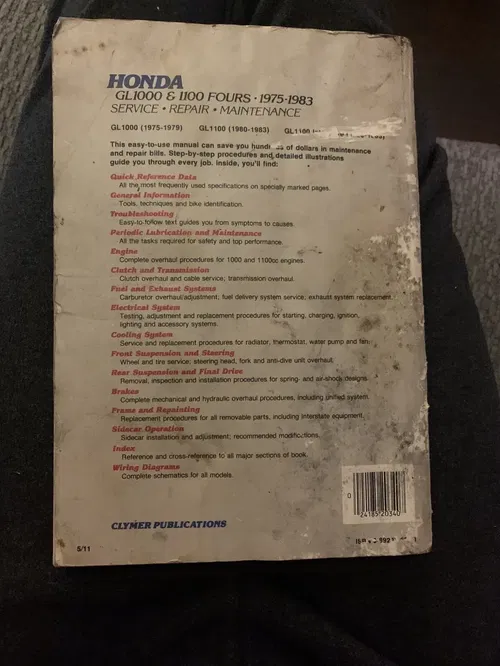 HONDA
GL1000 & 1100 FOURS • 1975-1983
SERVICE • REPAIR • MAINTENANCE
GL1000 (1975-1979) GL1100 (1980-1983) GL1100
This easy-to-use manual can save you of dollars in maintenance
and repair bills. Step-by-step procedures and detailed illustrations
guide you through every job. Inside, you'll find:
Quick Reference Data
All the most frequently used specifications on specially marked pages.
General Information
Tools, techniques and bike identification.
Troubleshooting
Easy-to-follow text guides you from symptoms to causes.
Periodic Lubrication and Maintenance
All the tasks required for safety and top performance.
Engine
Complete overhaul procedures for 1000 and 1100cc engines.
Clutch and Transmission
Clutch overhaul and cable service; transmission overhaul.
Fuel and Exhaust Systems
Carburetor overhaul/adjustment, fuel delivery system service; exhaust system replacement.
Electrical System
Testing, adjustment and replacement procedures for starting, charging, ignition,
lighting and accessory systems.
Cooling System
Service and replacement procedures for radiator, thermostat, water pump and fan.
Front Suspension and Steering
Wheel and tire service; steering head, fork and anti-dive unit overhaul.
Rear Suspension and Final Drive
Removal, inspection and installation procedures for spring- and air-shock designs.
Brakes
Complete mechanical and hydraulic overhaul procedures, including unified system.
Frame and Repainting
Replacement procedures for all removable parts, including Interstate equipment.
Sidecar Operation
Sidecar installation and adjustment; recommended modifications.
Index
Reference and cross-reference to all major sections of book.
Wiring Diagrams
Complete schematics for all models.
0
24185 20340
CLYMER PUBLICATIONS
5/11